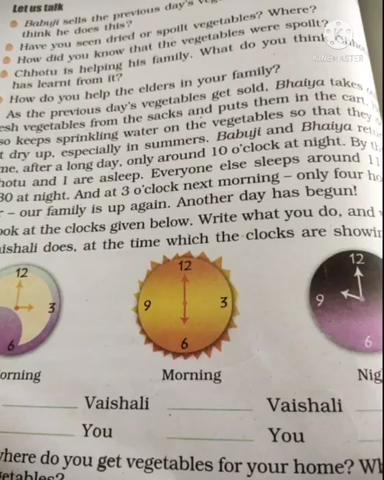 Let us talk
Babuji sells the previous day's
think he does this?
Have you seen dried or spoilt vegetables? Where?
How did you know that the vegetables were spoilt?
Chhotu is helping his family. What do you think
has learnt from it?
How do you help the elders in your family?
As the previous day's vegetables get sold, Bhaiya takes
esh vegetables from the sacks and puts them in the cart.
so keeps sprinkling water on the vegetables so that they
t dry up, especially in summers. Babuji and Bhaiya
me, after a long day, only around 10 o'clock at night. By
hotu and I are asleep. Everyone else sleeps around
30 at night. And at 3 o'clock next morning – only four
– our family is up again. Another day has begun!
ook at the clocks given below. Write what you do, and
aishali does, at the time which the clocks are showin
12 3 6
12 3 6 9
12 9 6
orning Morning Nig
Vaishali Vaishali
You You
where do you get vegetables for your home?
getables?
KINEMASTER